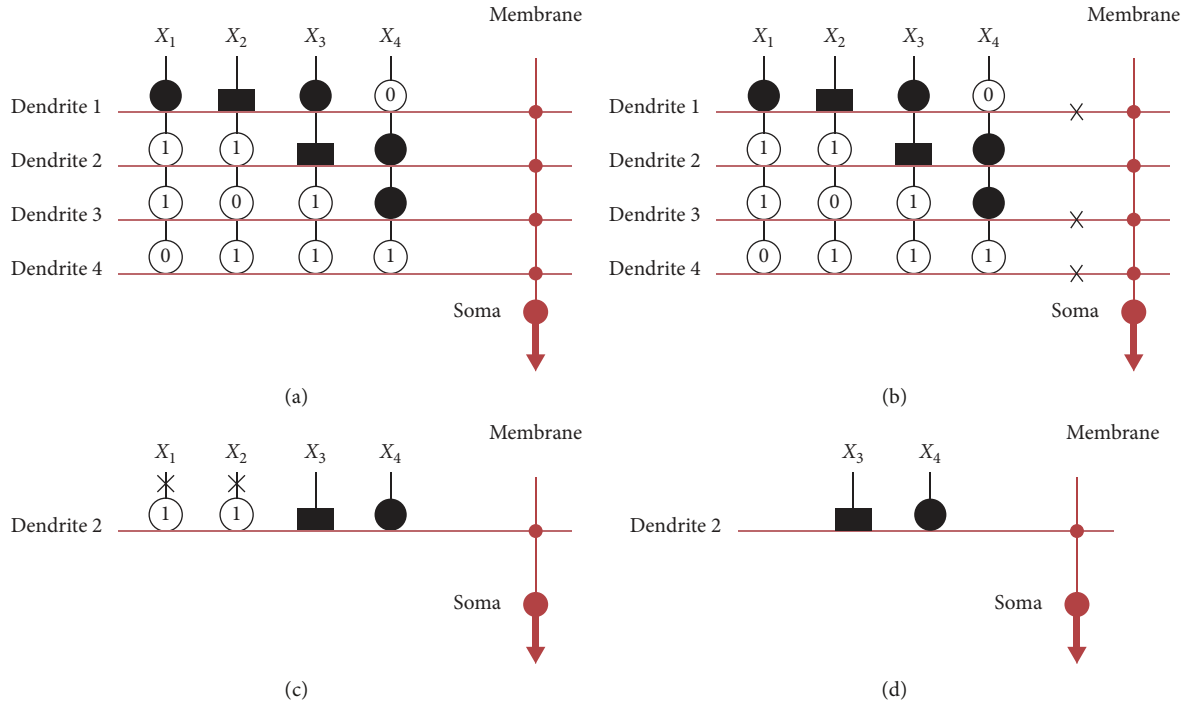 Membrane
X1 X2 X3 X4
Dendrite 1 0
Dendrite 2 1 1
Dendrite 3 1 0 1
Dendrite 4 0 1 1 1
Soma
(a)
Membrane
X1 X2 X3 X4
Dendrite 1 0
Dendrite 2 1 1
Dendrite 3 1 0 1
Dendrite 4 0 1 1 1
Soma
(b)
Membrane
X1 X2 X3 X4
Dendrite 2 1 1
Soma
(c)
Membrane
X3 X4
Dendrite 2
Soma
(d)